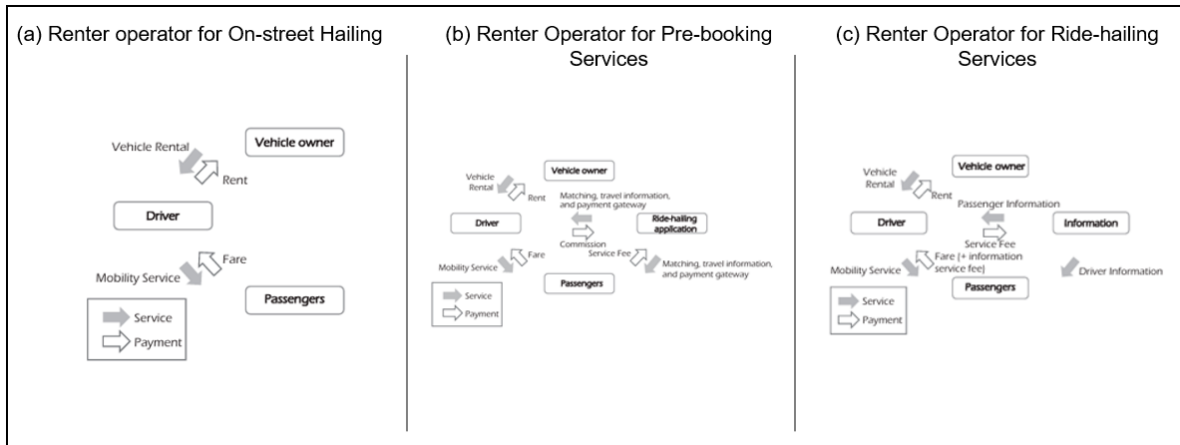 (a) Renter operator for On-street Hailing
Vehicle owner
Vehicle Rental
Rent
Driver
Fare
Mobility Service
Passengers
Service
Payment
(b) Renter Operator for Pre-booking
Services
Vehicle owner
Vehicle
Rental
Rent
Matching, travel information,
and payment gateway
Driver
Ride-hailing
application
Commission
Service Fee
Fare
Mobility Service
Matching, travel information,
and payment gateway
Passengers
Service
Payment
(c) Renter Operator for Ride-hailing
Services
Vehicle owner
Vehicle
Rental
Rent
Passenger Information
Driver
Information
Service Fee
Fare (+ information
service fee)
Mobility Service
Driver Information
Passengers
Service
Payment